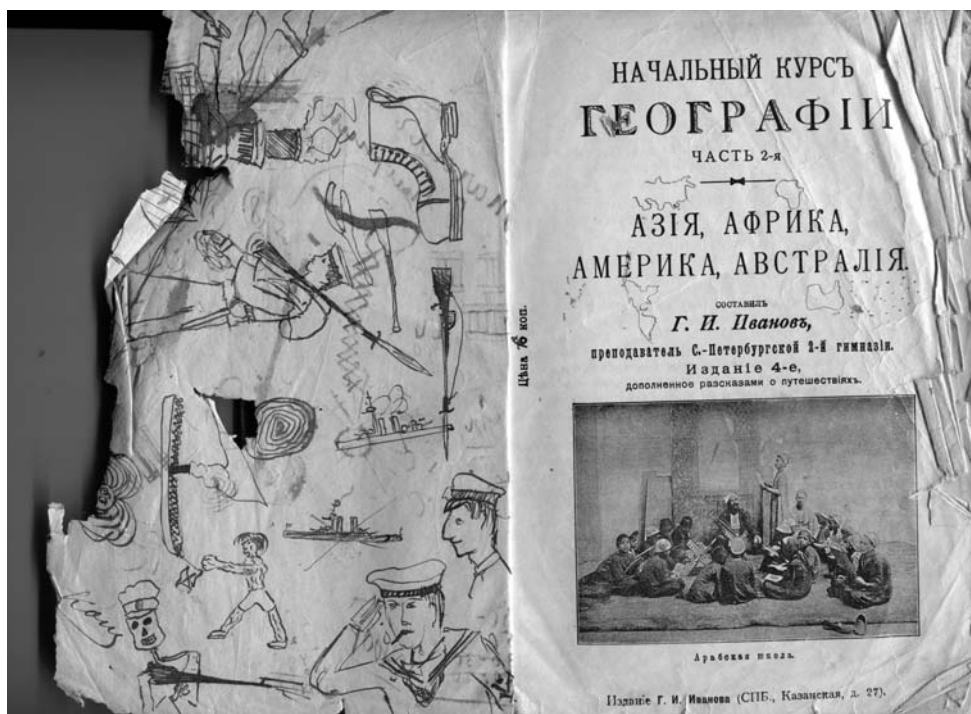 НАЧАЛЬНЫЙ КУРСЪ
ГЕОГРАФІИ
ЧАСТЬ 2-я
АЗІЯ, АФРИКА,
АМЕРИКА, АВСТРАЛІЯ.
СОСТАВИЛЪ
Г. И. Ивановъ,
преподаватель С.-Петербургской 2-й гимназіи.
Изданіе 4-е,
дополненное разсказами о путешествіяхъ.
Арабская школа.
Изданіе Г. И. Иванова (СПБ., Казанская, д. 27).
Цѣна коп.